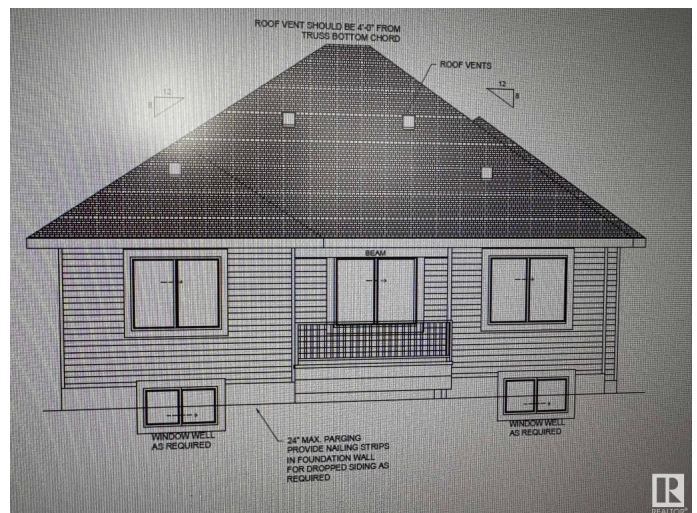 ROOF VENT SHOULD BE 4'-0" FROM
TRUSS BOTTOM CHORD
ROOF VENTS
12
8
12
8
BEAM
WINDOW WELL
AS REQUIRED
24" MAX. PARGING
PROVIDE NAILING STRIPS
IN FOUNDATION WALL
FOR DROPPED SIDING AS
REQUIRED
WINDOW WELL
AS REQUIRED
R
REALTOR®